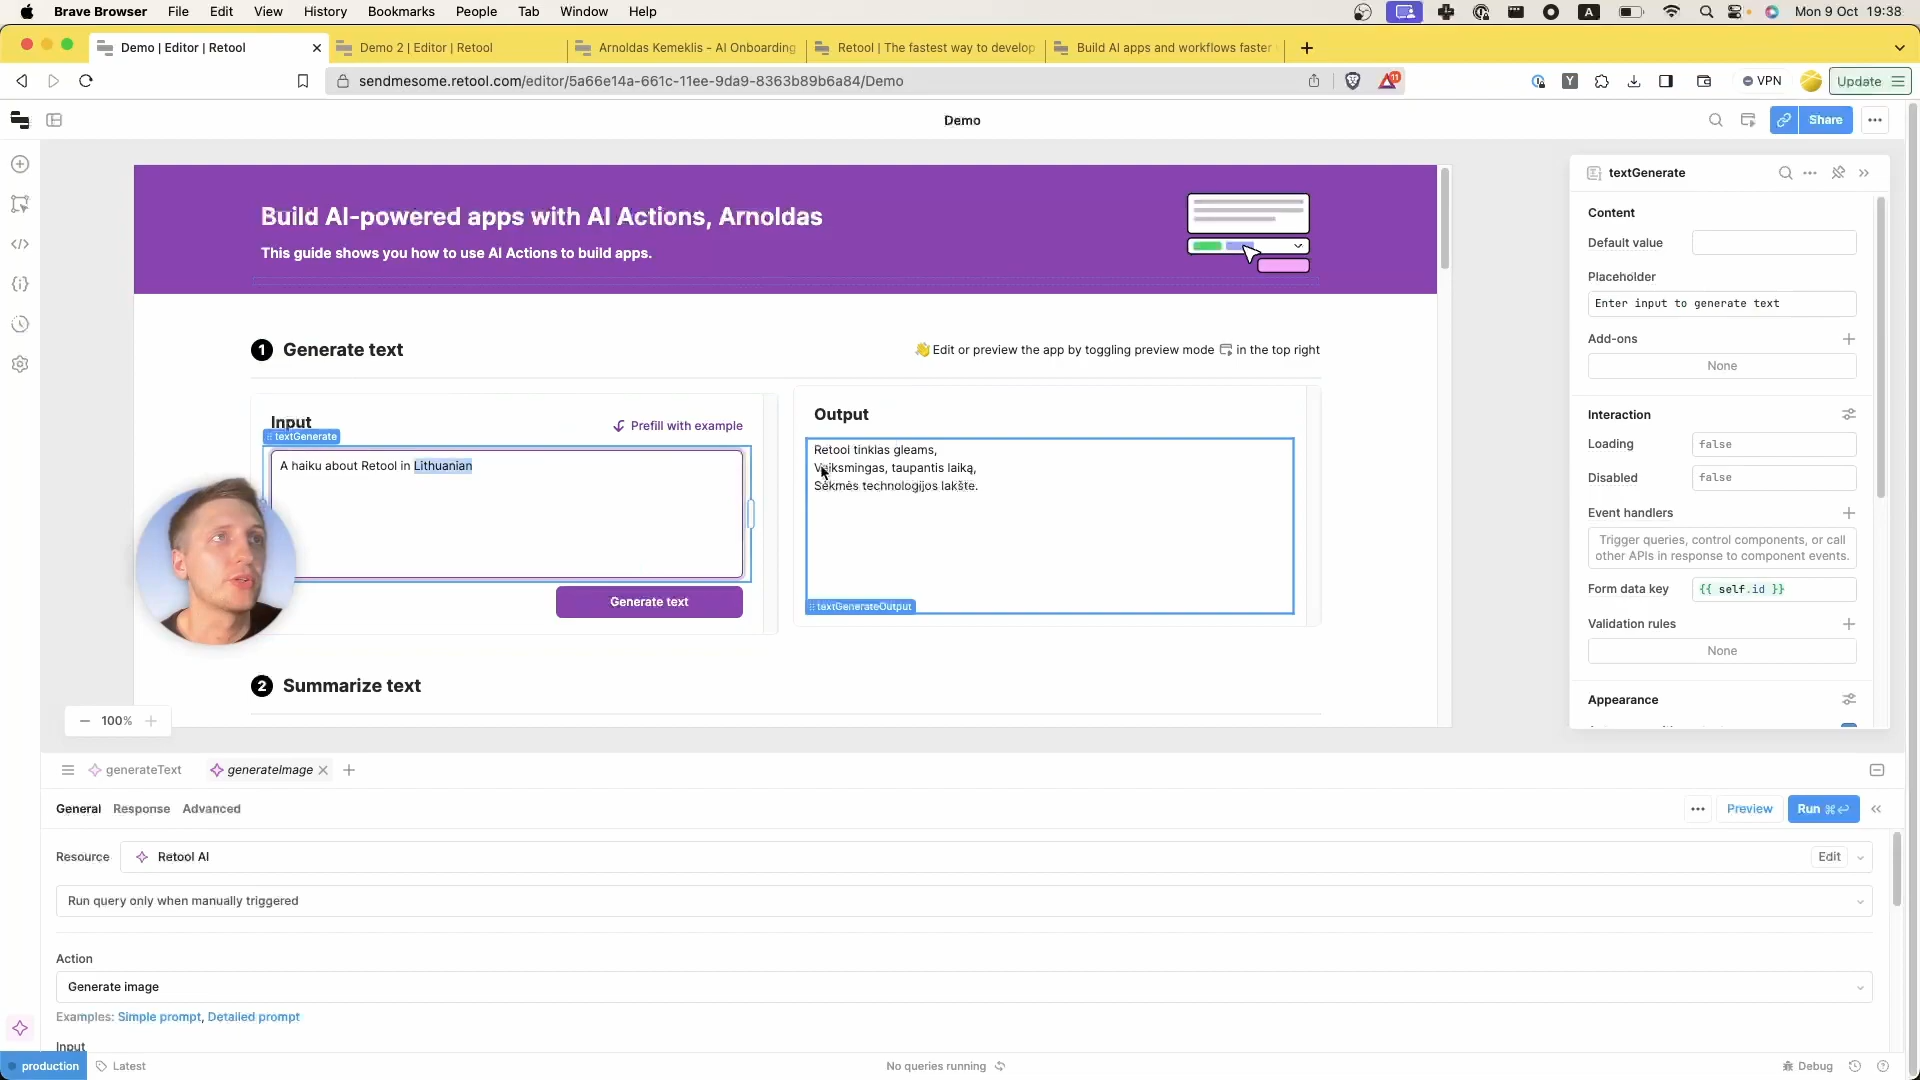 Brave Browser File Edit View History Bookmarks People Tab Window Help
A
Mon 9 Oct 19:38
Demo | Editor | Retool
Demo 2 | Editor | Retool
Arnoldas Kemeklis - AI Onboarding
Retool | The fastest way to develop
Build AI apps and workflows faster
sendmesome.retool.com/editor/5a66e14a-661c-11ee-9da9-8363b89b6a84/Demo
11
Y
VPN
Update
Demo
Share
Build AI-powered apps with AI Actions, Arnoldas
This guide shows you how to use AI Actions to build apps.
1 Generate text
👋 Edit or preview the app by toggling preview mode in the top right
Input
Prefill with example
textGenerate
A haiku about Retool in Lithuanian
Generate text
Output
Retool tinklas gleams,
Veiksmingas, taupantis laiką,
Sėkmės technologijos lakšte.
textGenerateOutput
2 Summarize text
100%
textGenerate
Content
Default value
Placeholder
Enter input to generate text
Add-ons
None
Interaction
Loading false
Disabled false
Event handlers
Trigger queries, control components, or call
other APIs in response to component events.
Form data key {{ self.id }}
Validation rules
None
Appearance
generateText
generateImage
General Response Advanced
Preview
Run ⌘↩
Resource Retool AI Edit
Run query only when manually triggered
Action
Generate image
Examples: Simple prompt, Detailed prompt
Input
production
Latest
No queries running
Debug